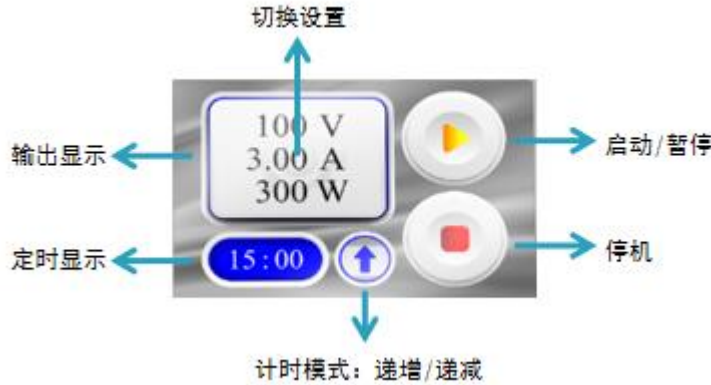 切换设置
100 V
3.00 A
300 W
输出显示
启动/暂停
定时显示
15:00
停机
计时模式：递增/递减